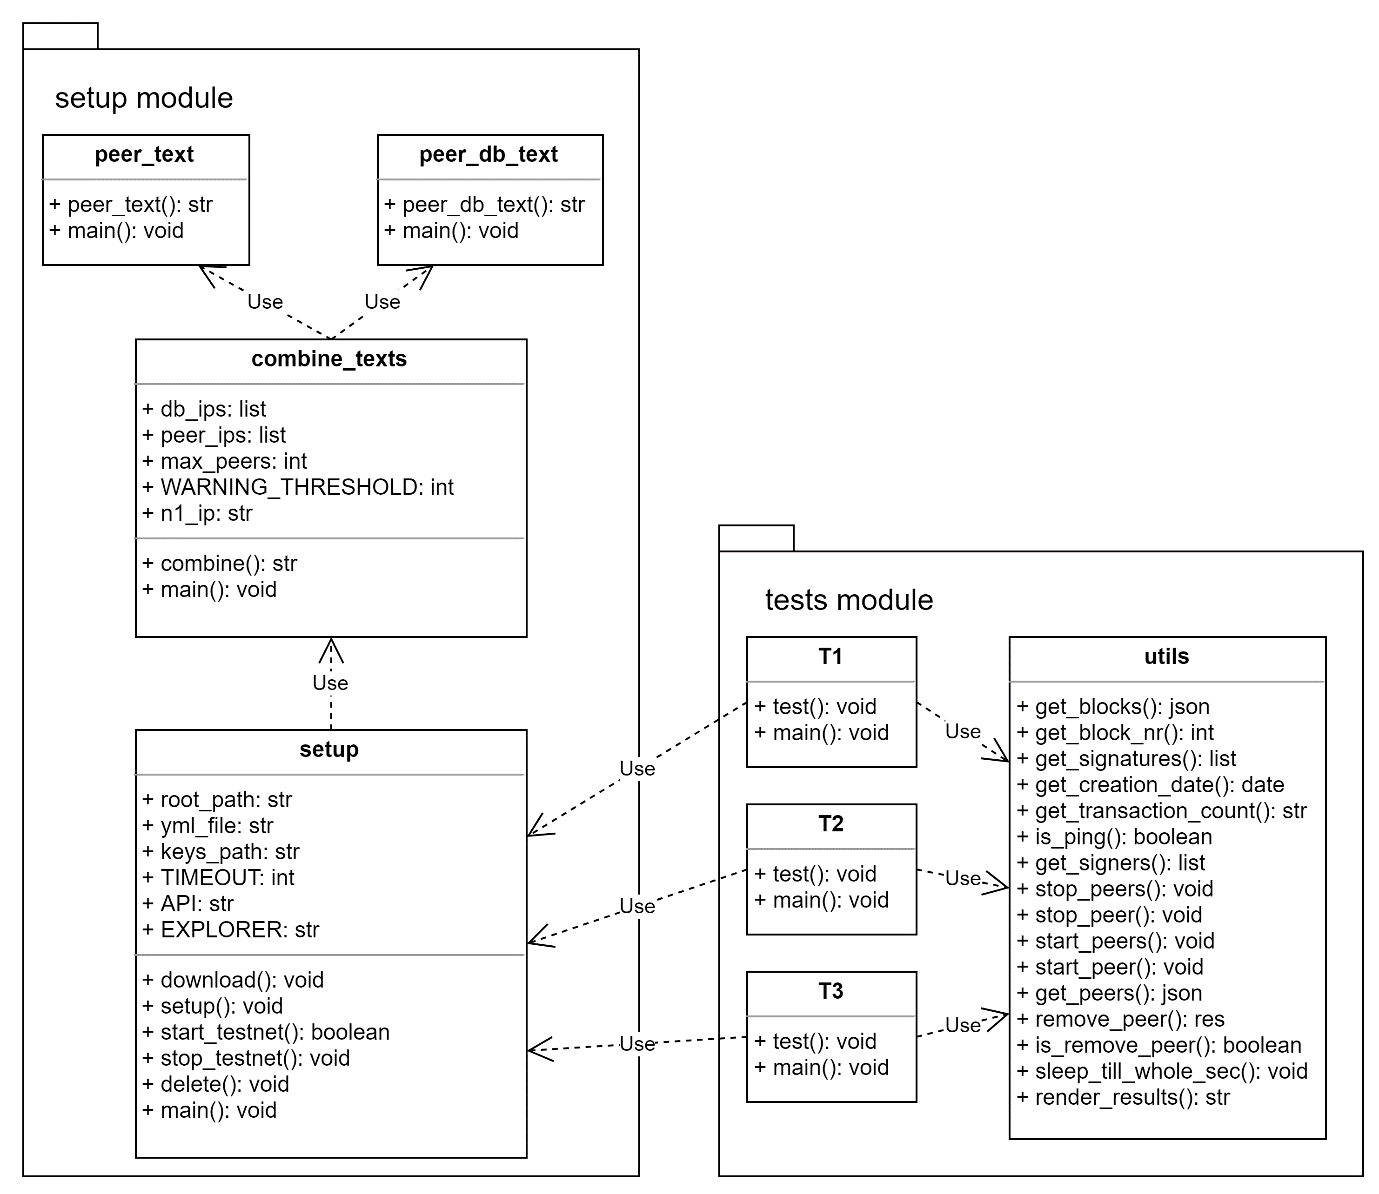 setup module
peer_text
+ peer_text(): str
+ main(): void
peer_db_text
+ peer_db_text(): str
+ main(): void
Use
Use
combine_texts
+ db_ips: list
+ peer_ips: list
+ max_peers: int
+ WARNING_THRESHOLD: int
+ n1_ip: str
+ combine(): str
+ main(): void
Use
setup
+ root_path: str
+ yml_file: str
+ keys_path: str
+ TIMEOUT: int
+ API: str
+ EXPLORER: str
+ download(): void
+ setup(): void
+ start_testnet(): boolean
+ stop_testnet(): void
+ delete(): void
+ main(): void
Use
Use
Use
tests module
T1
+ test(): void
+ main(): void
Use
T2
+ test(): void
+ main(): void
Use
T3
+ test(): void
+ main(): void
Use
utils
+ get_blocks(): json
+ get_block_nr(): int
+ get_signatures(): list
+ get_creation_date(): date
+ get_transaction_count(): str
+ is_ping(): boolean
+ get_signers(): list
+ stop_peers(): void
+ stop_peer(): void
+ start_peers(): void
+ start_peer(): void
+ get_peers(): json
+ remove_peer(): res
+ is_remove_peer(): boolean
+ sleep_till_whole_sec(): void
+ render_results(): str